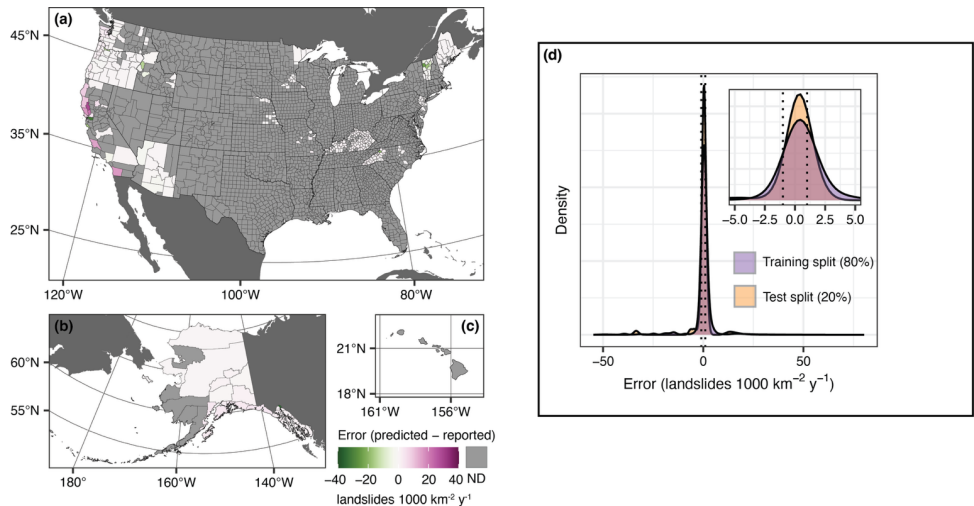 (a)
45°N
35°N
25°N
120°W
100°W
80°W
(b)
60°N
55°N
180°
160°W
140°W
(c)
21°N
18°N
161°W
156°W
Error (predicted − reported)
−40 −20 0 20 40
ND
landslides 1000 km⁻² y⁻¹
(d)
Density
−5.0 −2.5 0.0 2.5 5.0
Training split (80%)
Test split (20%)
−50 0 50
Error (landslides 1000 km⁻² y⁻¹)